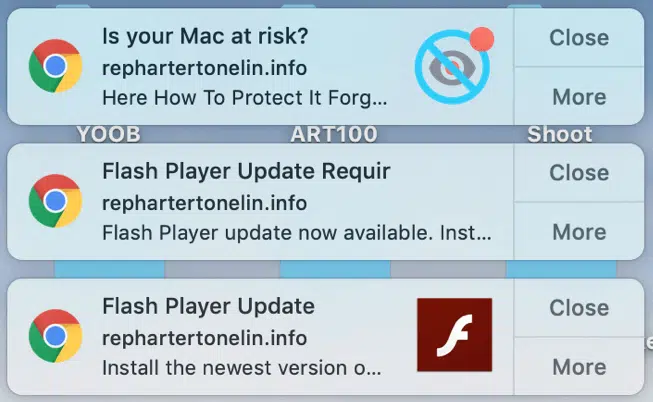 Is your Mac at risk?
rephartertonelin.info
Here How To Protect It Forg...
Close
More
YOOB
ART100
Shoot
Flash Player Update Requir
rephartertonelin.info
Flash Player update now available. Inst...
Close
More
Flash Player Update
rephartertonelin.info
Install the newest version o...
Close
More